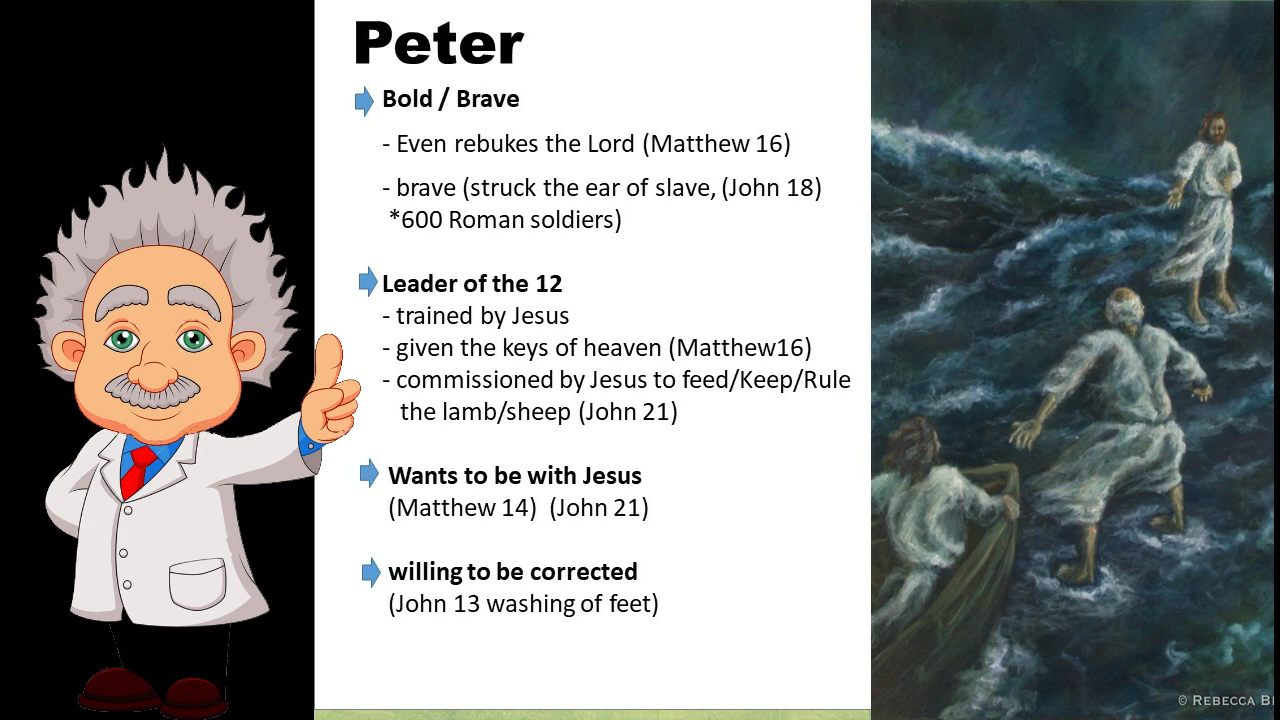 Peter
Bold / Brave
- Even rebukes the Lord (Matthew 16)
- brave (struck the ear of slave, (John 18)
*600 Roman soldiers)
Leader of the 12
- trained by Jesus
- given the keys of heaven (Matthew16)
- commissioned by Jesus to feed/Keep/Rule
the lamb/sheep (John 21)
Wants to be with Jesus
(Matthew 14) (John 21)
willing to be corrected
(John 13 washing of feet)
© REBECCA